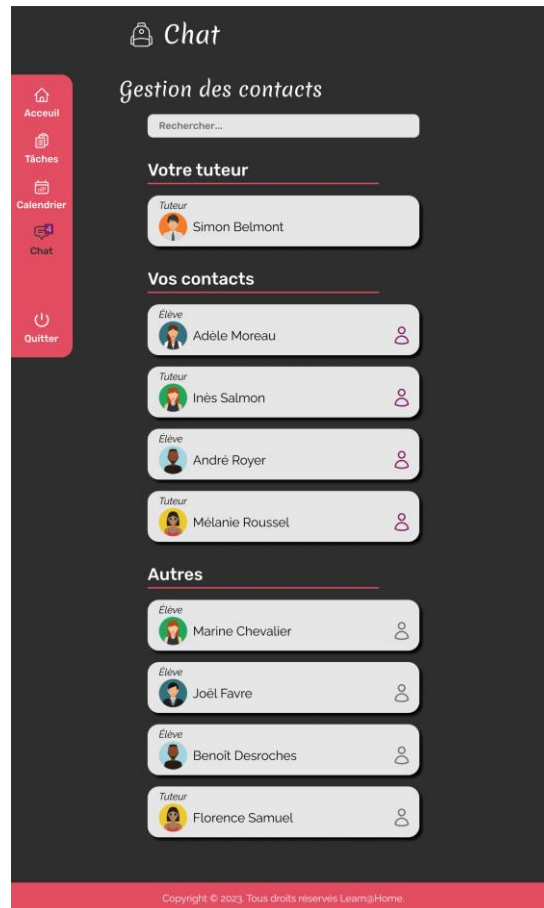 Chat
Gestion des contacts
Rechercher...
Acceuil
Tâches
Calendrier
4
Chat
Quitter
Votre tuteur
Tuteur
Simon Belmont
Vos contacts
Élève
Adèle Moreau
Tuteur
Inès Salmon
Élève
André Royer
Tuteur
Mélanie Roussel
Autres
Élève
Marine Chevalier
Élève
Joël Favre
Élève
Benoît Desroches
Tuteur
Florence Samuel
Copyright © 2023. Tous droits réservés Learn@Home.